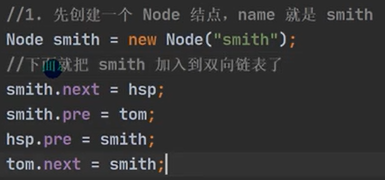 //1. 先创建一个 Node 结点，name 就是 smith
Node smith = new Node("smith");
//下面就把 smith 加入到双向链表了
smith.next = hsp;
smith.pre = tom;
hsp.pre = smith;
tom.next = smith;